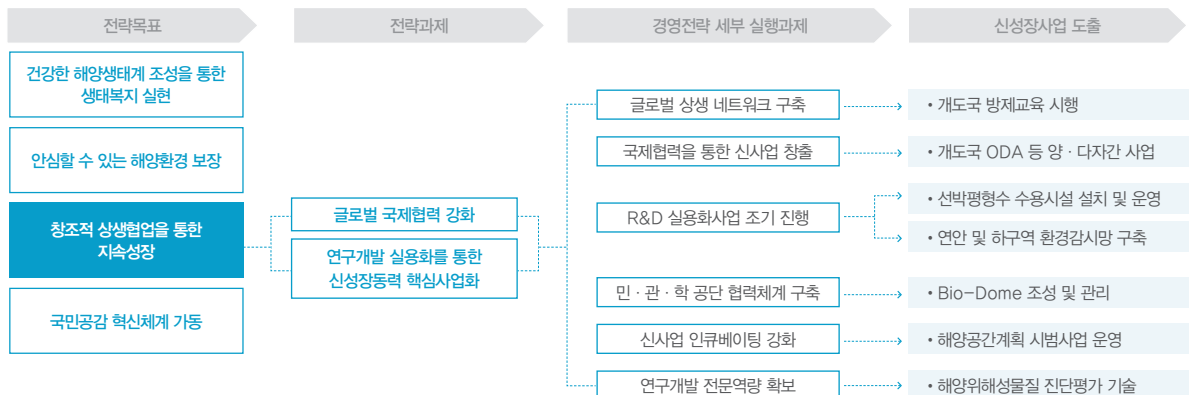 전략목표
전략과제
경영전략 세부 실행과제
신성장사업 도출
건강한 해양생태계 조성을 통한
생태복지 실현
안심할 수 있는 해양환경 보장
창조적 상생협업을 통한
지속성장
국민공감 혁신체계 가동
글로벌 국제협력 강화
연구개발 실용화를 통한
신성장동력 핵심사업화
글로벌 상생 네트워크 구축
국제협력을 통한 신사업 창출
R&D 실용화사업 조기 진행
민 · 관 · 학 공단 협력체계 구축
신사업 인큐베이팅 강화
연구개발 전문역량 확보
• 개도국 방제교육 시행
• 개도국 ODA 등 양 · 다자간 사업
• 선박평형수 수용시설 설치 및 운영
• 연안 및 하구역 환경감시망 구축
• Bio-Dome 조성 및 관리
• 해양공간계획 시범사업 운영
• 해양위해성물질 진단평가 기술